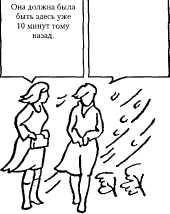 Она должна была
быть здесь уже
10 минут тому
назад.